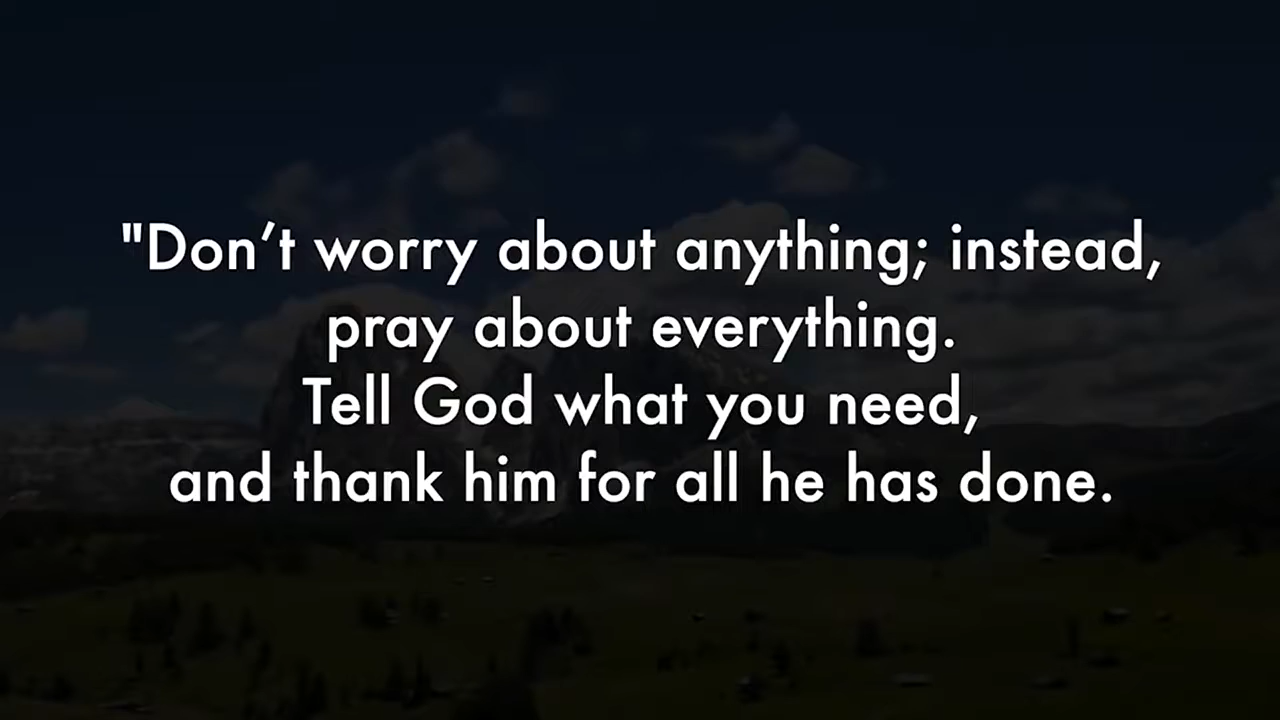 "Don’t worry about anything; instead,
pray about everything.
Tell God what you need,
and thank him for all he has done.